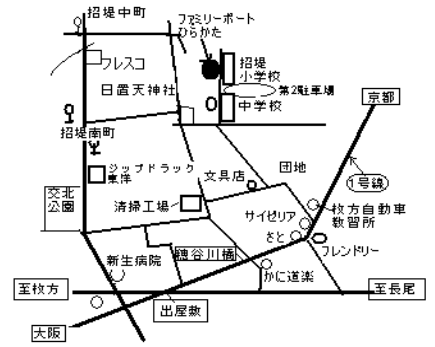 招堤中町
ファミリーポート
ひらかた
フレスコ
招堤
小学校
日置天神社
第2駐車場
中学校
京都
招堤南町
ジップドラック
東洋
文具店
団地
1号線
交北
公園
清掃工場
サイゼリア
枚方自動車
教習所
さと
フレンドリー
新生病院
穂谷川橋
かに道楽
至枚方
至長尾
出屋敷
大阪